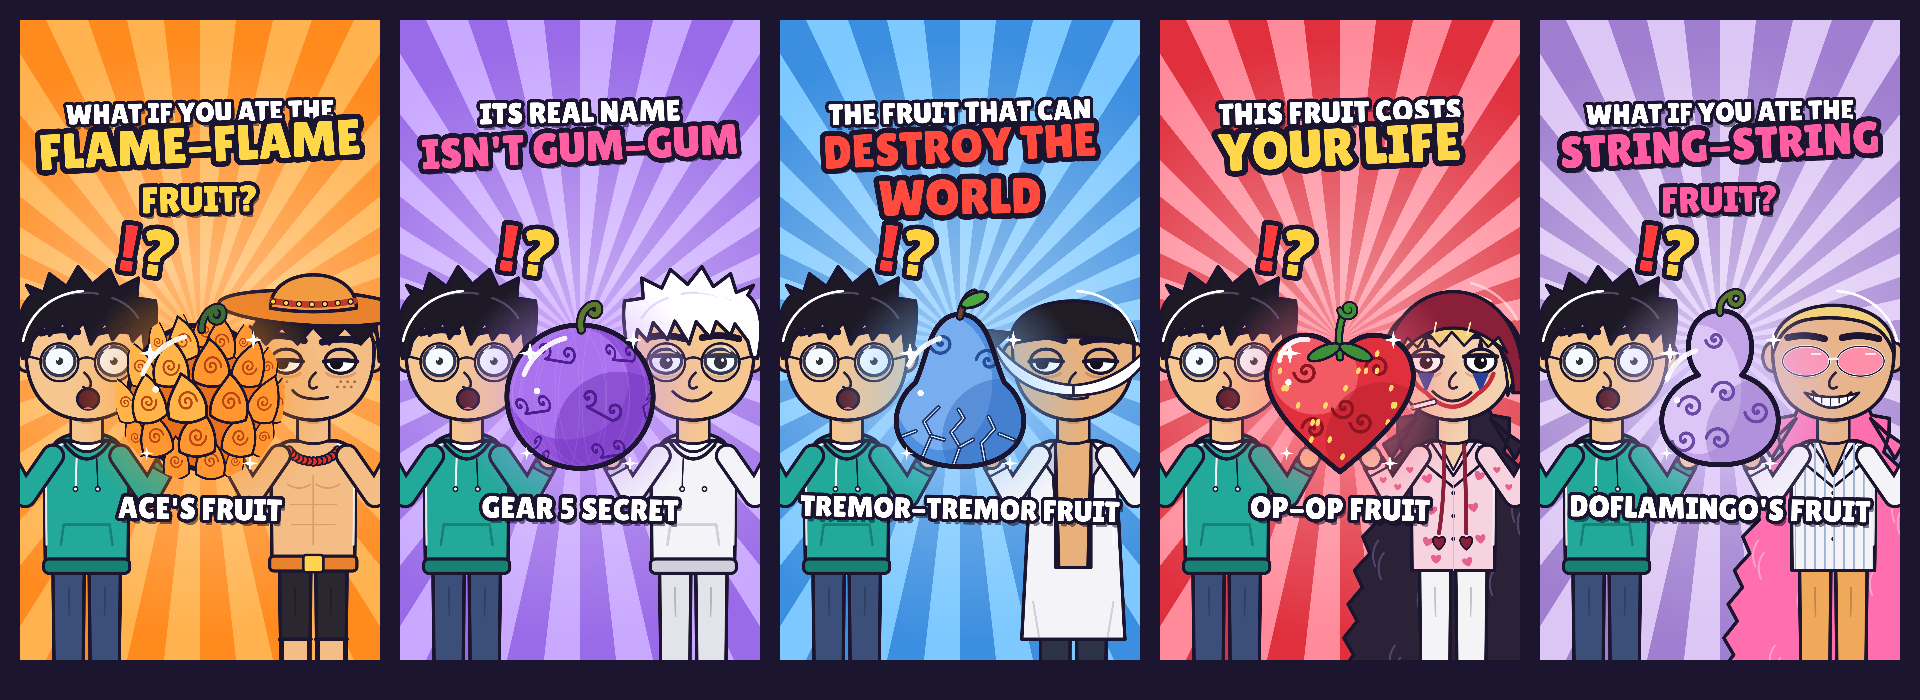 WHAT IF YOU ATE THE
FLAME-FLAME
FRUIT?
!?
ACE'S FRUIT
ITS REAL NAME
ISN'T GUM-GUM
!?
GEAR 5 SECRET
THE FRUIT THAT CAN
DESTROY THE
WORLD
!?
TREMOR-TREMOR FRUIT
THIS FRUIT COSTS
YOUR LIFE
!?
OP-OP FRUIT
WHAT IF YOU ATE THE
STRING-STRING
FRUIT?
!?
DOFLAMINGO'S FRUIT